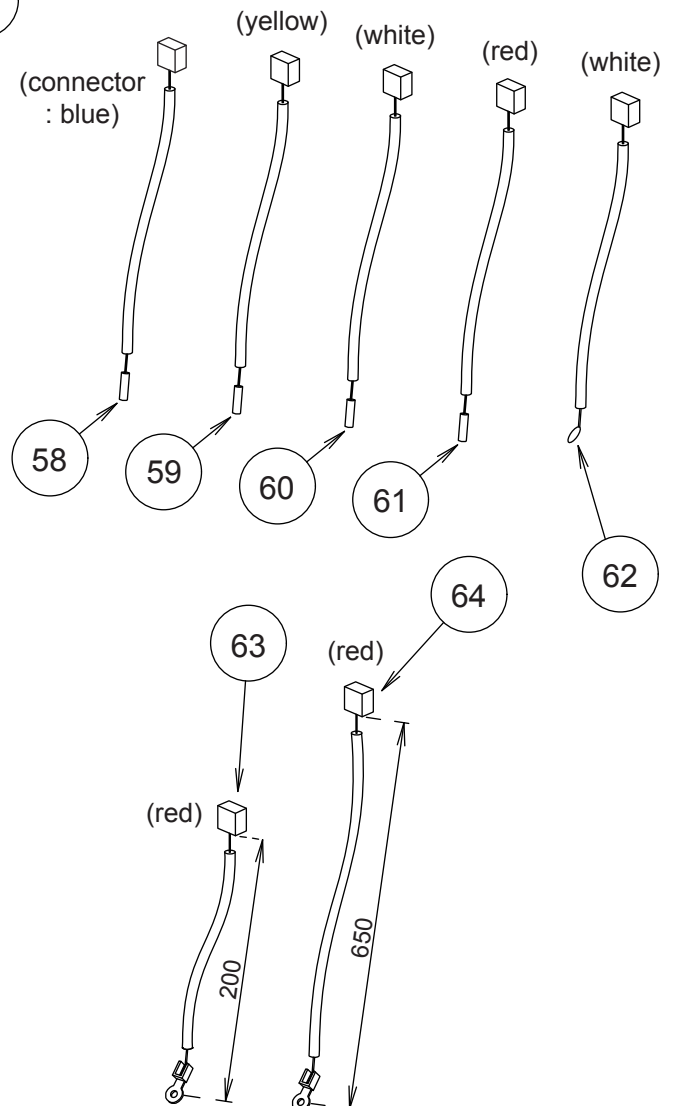 (connector
: blue)
(yellow)
(white)
(red)
(white)
58
59
60
61
62
63
64
(red)
(red)
200
650